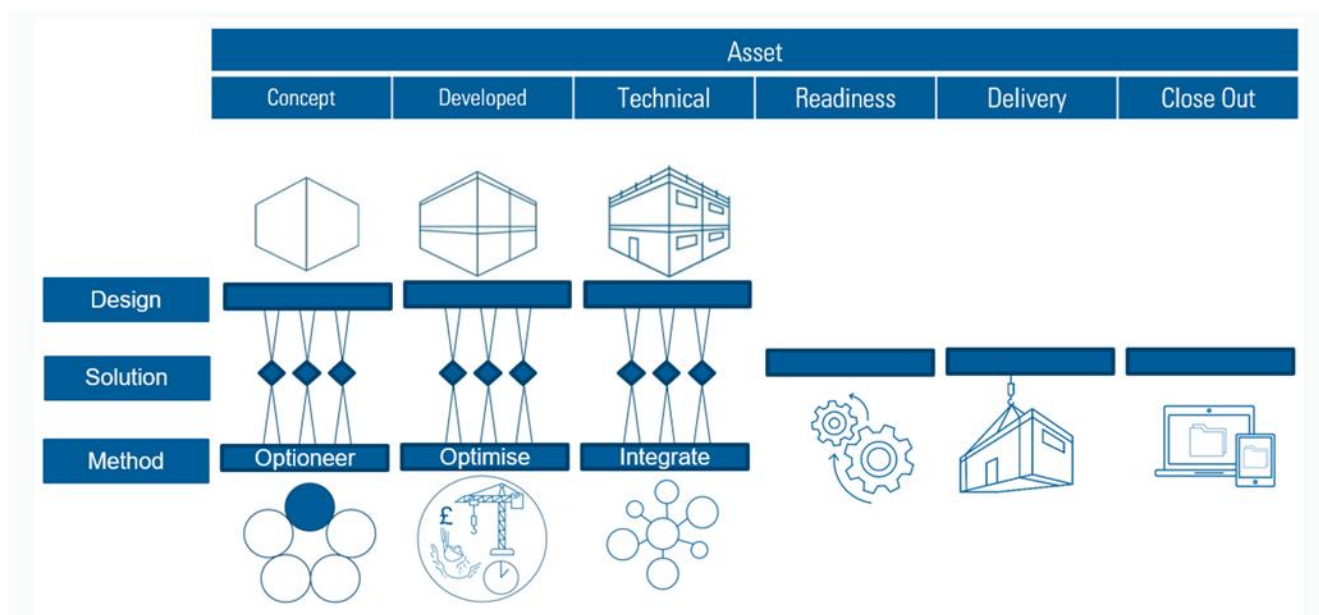 Asset
Concept Developed Technical Readiness Delivery Close Out
Design
Solution
Method Optioneer Optimise Integrate
£